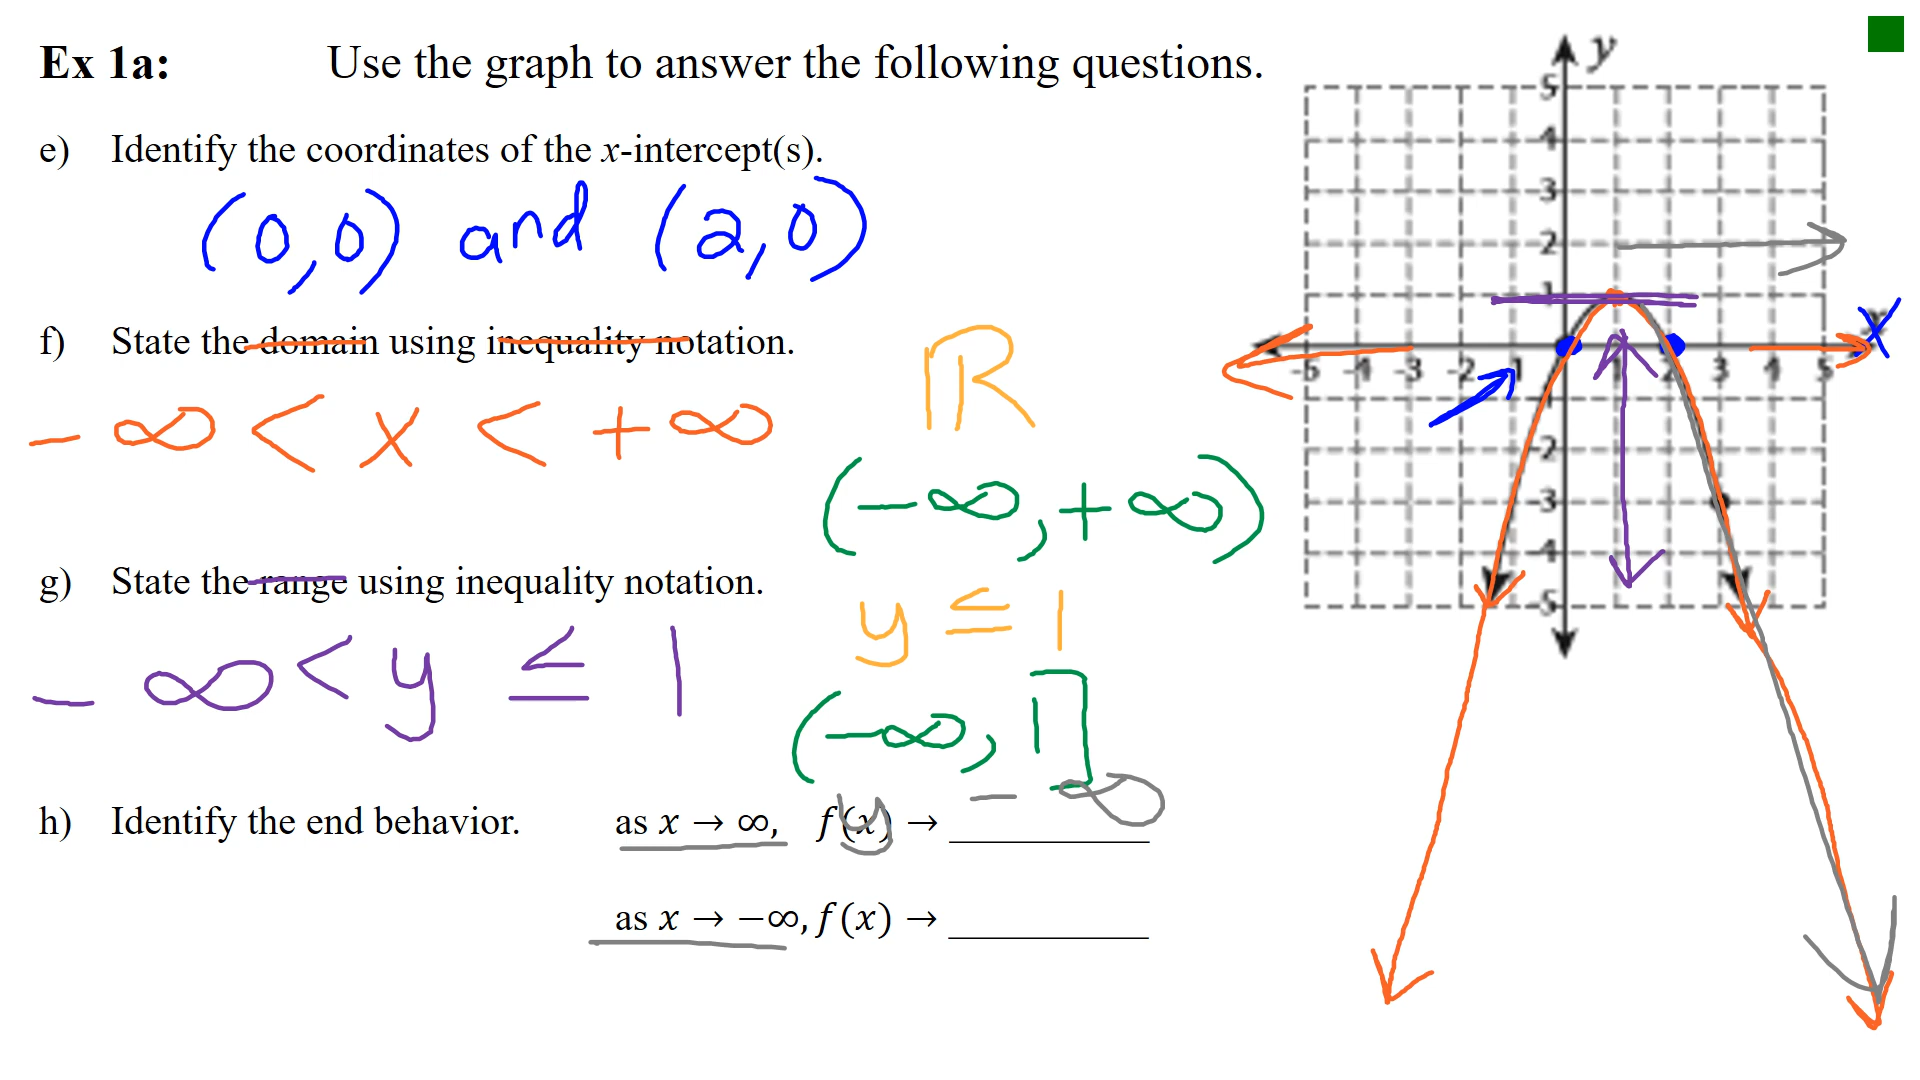 Ex 1a: Use the graph to answer the following questions.
e) Identify the coordinates of the x-intercept(s).
(0,0) and (2,0)
f) State the domain using inequality notation.
-∞ < x < +∞
ℝ
(-∞,+∞)
g) State the range using inequality notation.
-∞ < y ≤ 1
y ≤ 1
(-∞, 1]
h) Identify the end behavior. as x → ∞, f(x) → __________
y - ∞
as x → −∞, f(x) → __________
y
5
4
3
2
1
-5 -4 -3 -2 -1 1 2 3 4 5 x
-2
-3
-4
-5